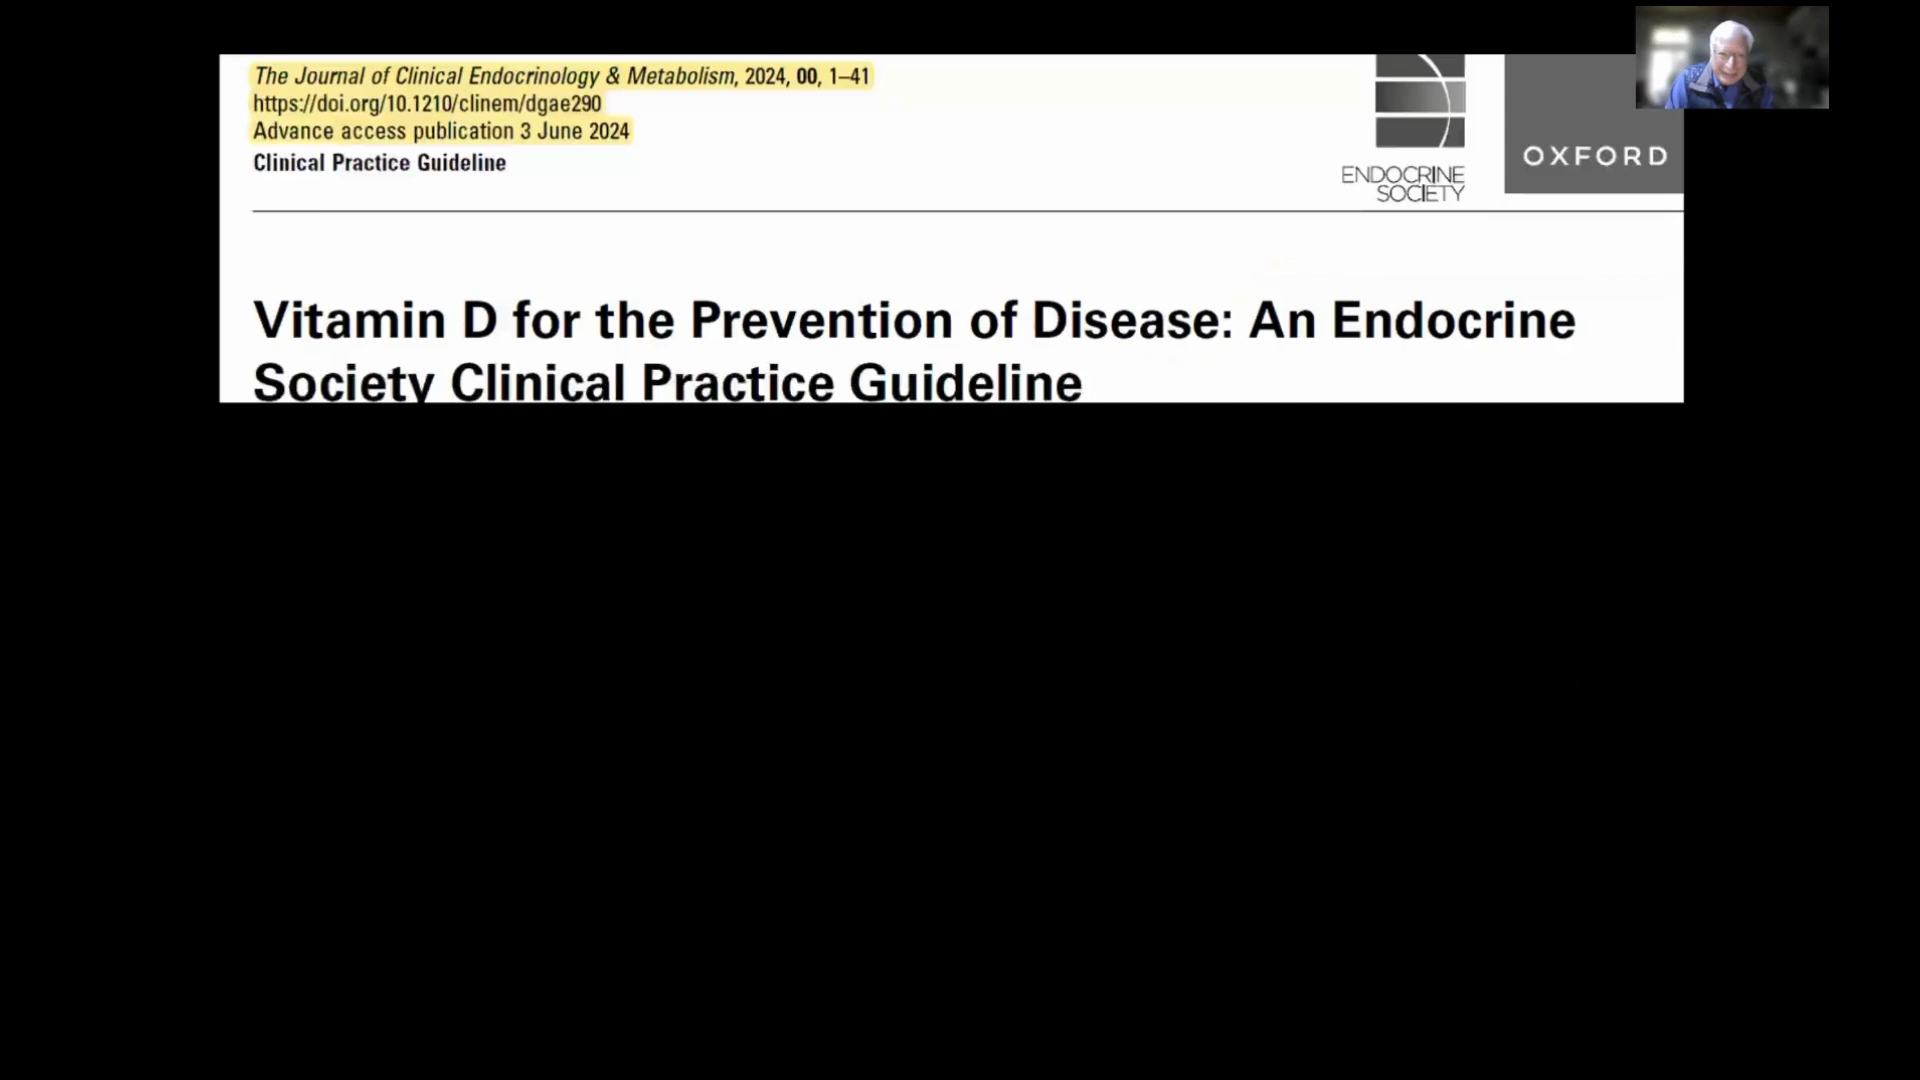 The Journal of Clinical Endocrinology & Metabolism, 2024, 00, 1–41
https://doi.org/10.1210/clinem/dgae290
Advance access publication 3 June 2024
Clinical Practice Guideline
ENDOCRINE
SOCIETY
OXFORD
Vitamin D for the Prevention of Disease: An Endocrine
Society Clinical Practice Guideline